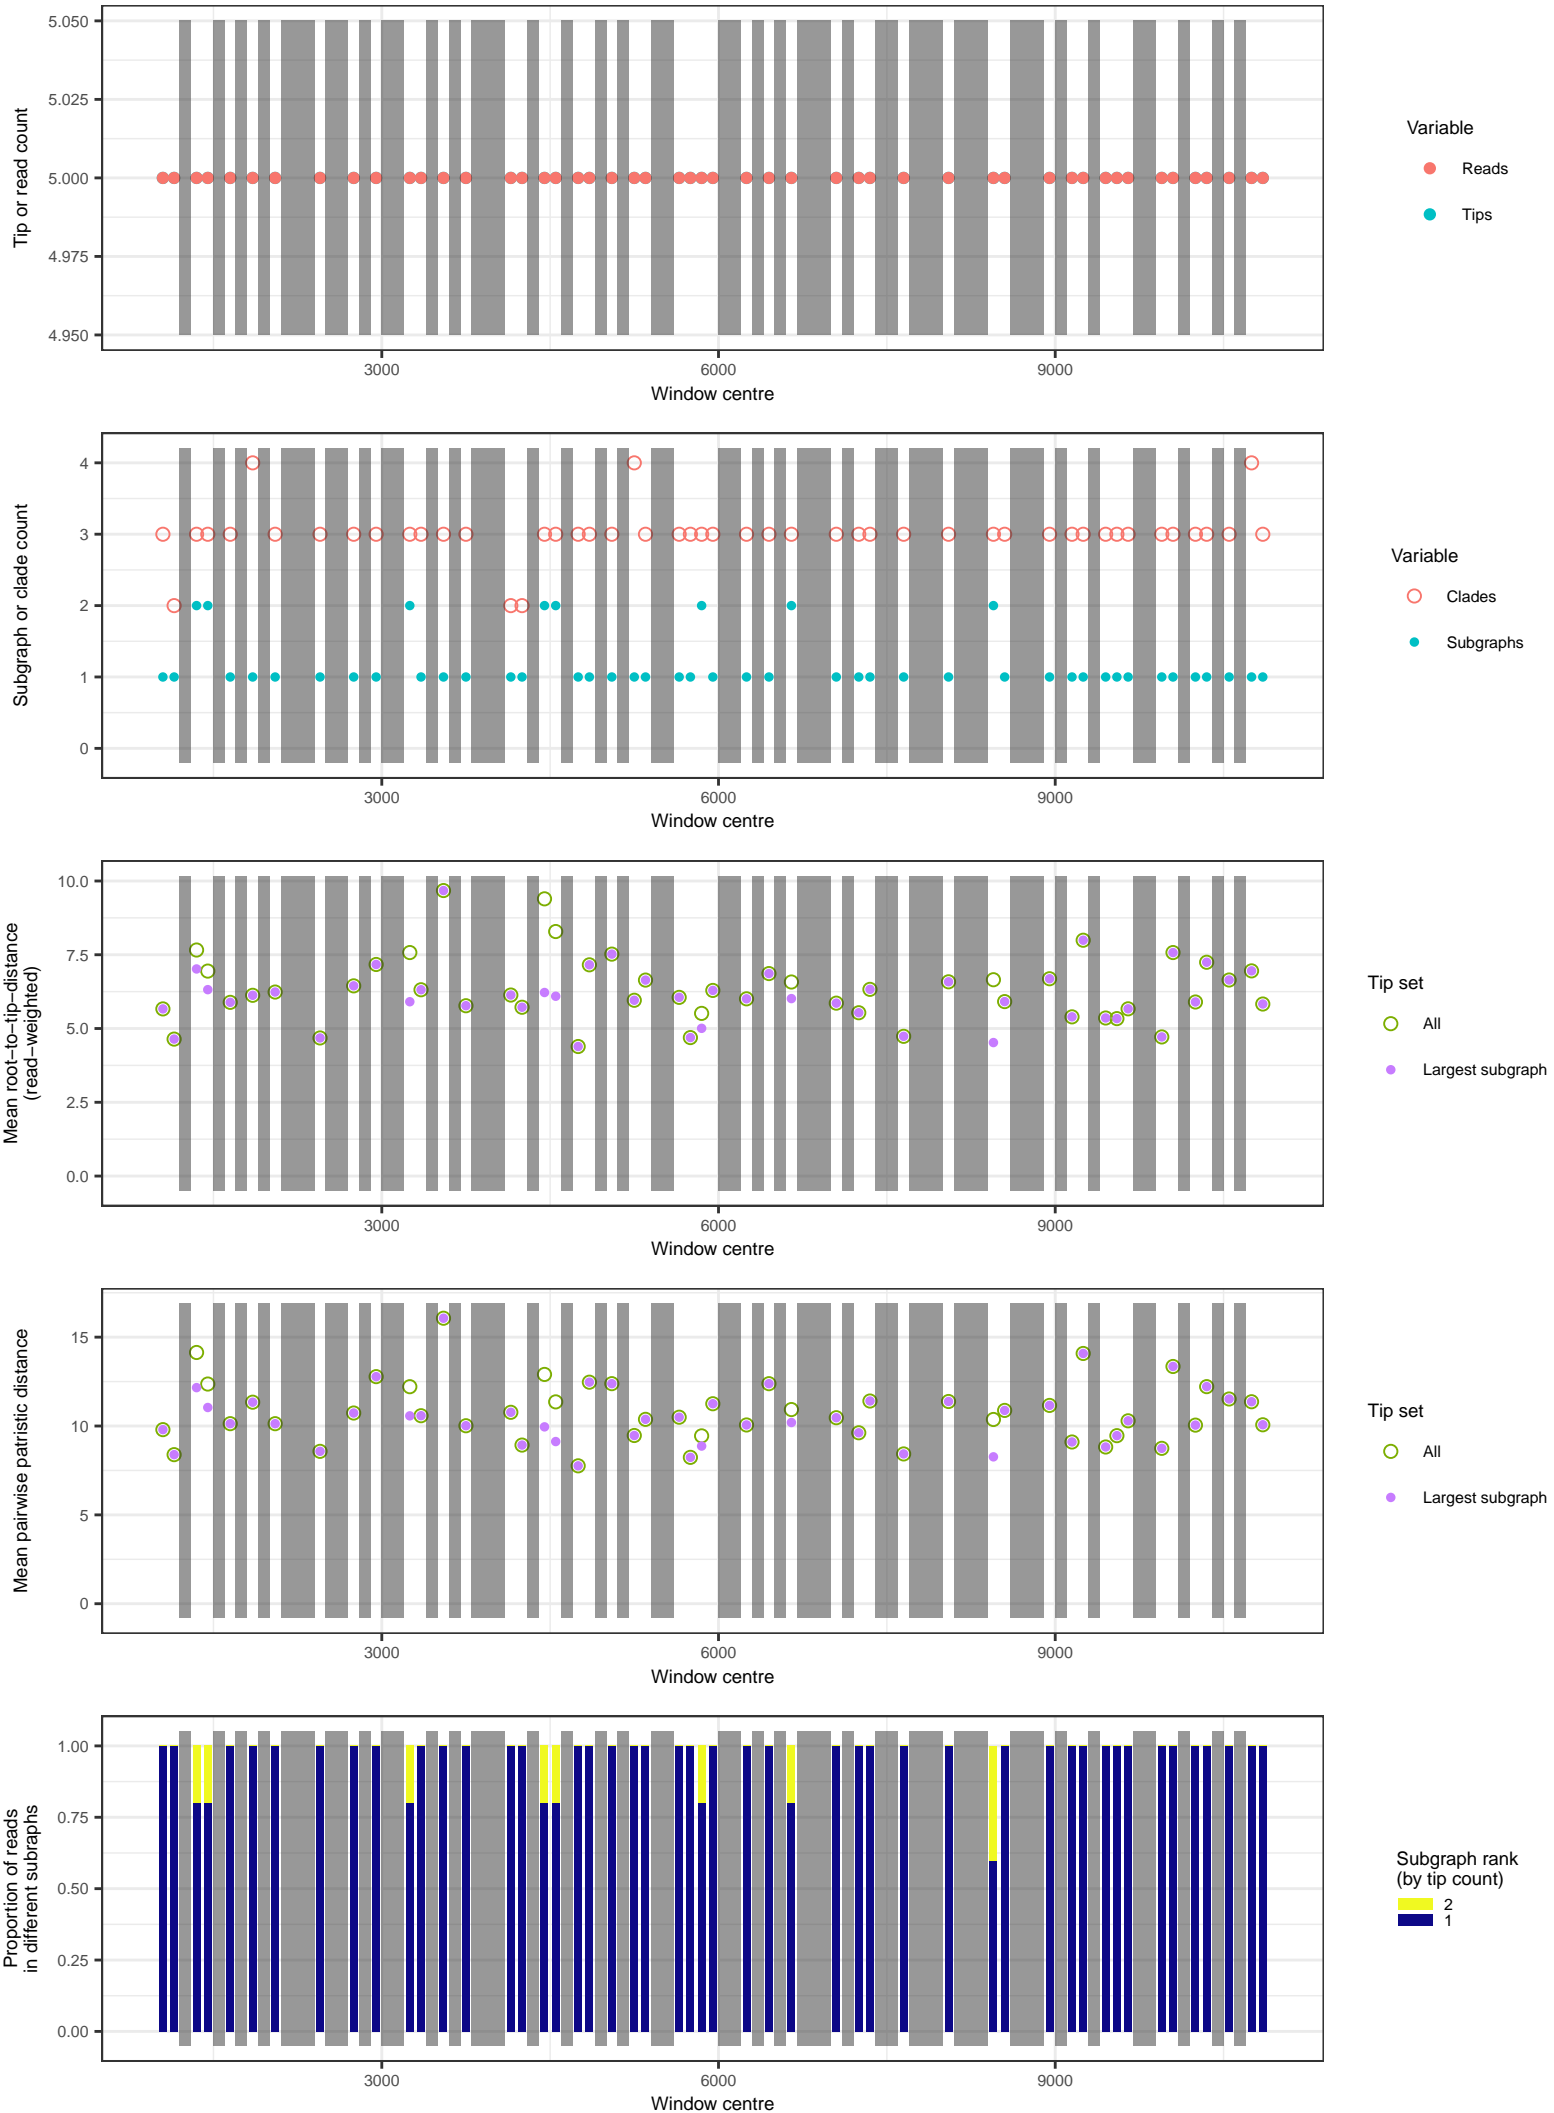 5.050
5.025
5.000
4.975
4.950
Tip or read count
3000
6000
9000
Window centre
Variable
Reads
Tips
4
3
2
1
0
Subgraph or clade count
3000
6000
9000
Window centre
Variable
Clades
Subgraphs
10.0
7.5
5.0
2.5
0.0
Mean root−to−tip−distance
(read−weighted)
3000
6000
9000
Window centre
Tip set
All
Largest subgraph
15
10
5
0
Mean pairwise patristic distance
3000
6000
9000
Window centre
Tip set
All
Largest subgraph
1.00
0.75
0.50
0.25
0.00
Proportion of reads
in different subraphs
3000
6000
9000
Window centre
Subgraph rank
(by tip count)
2
1